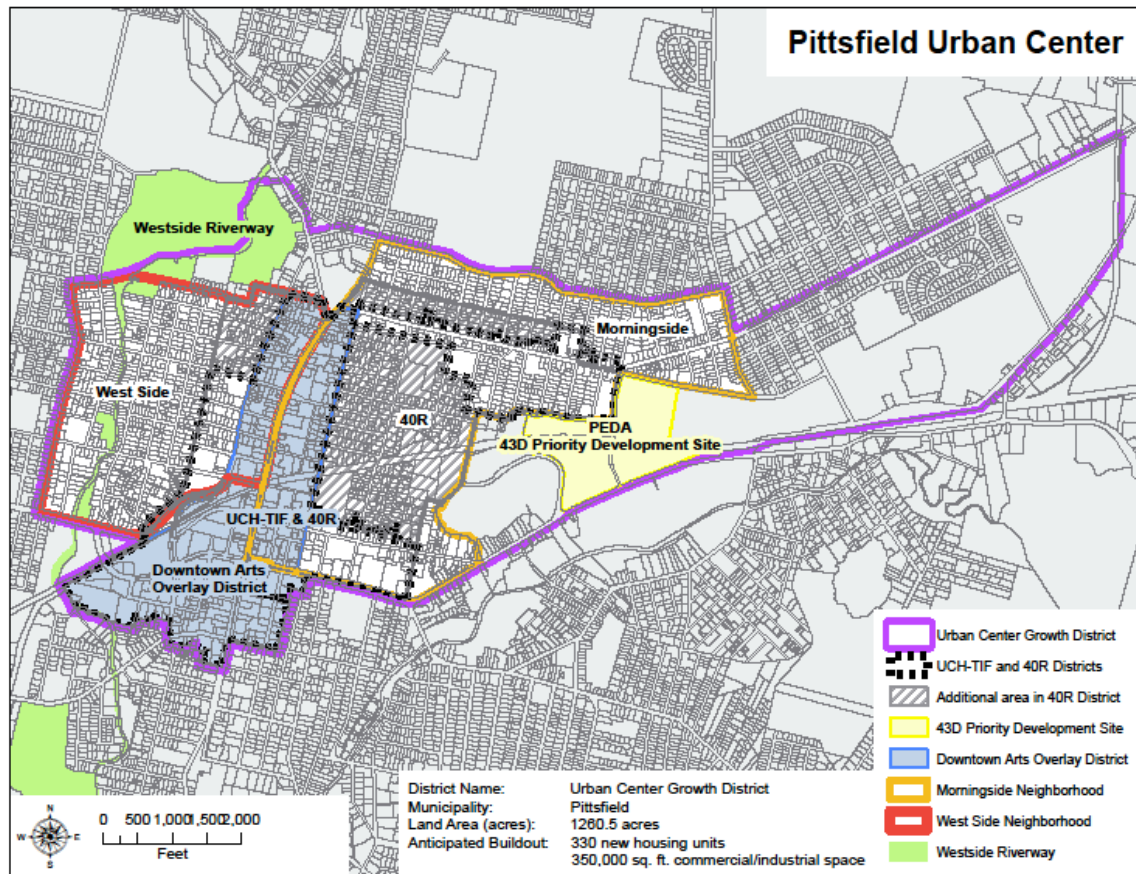 Pittsfield Urban Center
Westside Riverway
Morningside
West Side
40R
PEDA
43D Priority Development Site
UCH-TIF & 40R
Downtown Arts
Overlay District
Urban Center Growth District
UCH-TIF and 40R Districts
Additional area in 40R District
43D Priority Development Site
Downtown Arts Overlay District
Morningside Neighborhood
West Side Neighborhood
Westside Riverway
District Name: Urban Center Growth District
Municipality: Pittsfield
Land Area (acres): 1260.5 acres
Anticipated Buildout: 330 new housing units
350,000 sq. ft. commercial/industrial space
N
W E
S
0 500 1,000 1,500 2,000
Feet